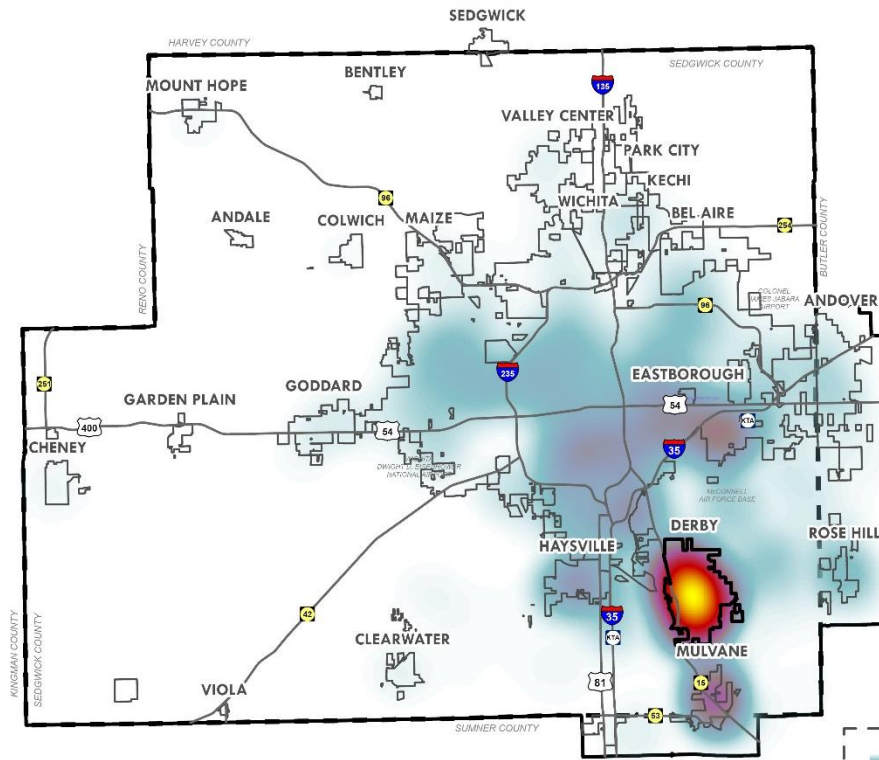 SEDGWICK
HARVEY COUNTY
SEDGWICK COUNTY
BENTLEY
MOUNT HOPE
135
VALLEY CENTER
PARK CITY
KECHI
96
WICHITA
ANDALE
COLWICH
MAIZE
BEL AIRE
254
RENO COUNTY
BUTLER COUNTY
COLONEL
JAMES JABARA
AIRPORT
96
ANDOVER
235
EASTBOROUGH
251
GODDARD
GARDEN PLAIN
54
400
54
KTA
CHENEY
35
DWIGHT D. EISENHOWER
NATIONAL
McCONNELL
AIR FORCE BASE
DERBY
HAYSVILLE
ROSE HILL
42
35
KTA
CLEARWATER
MULVANE
KINGMAN COUNTY
SEDGWICK COUNTY
VIOLA
81
15
53
SUMNER COUNTY